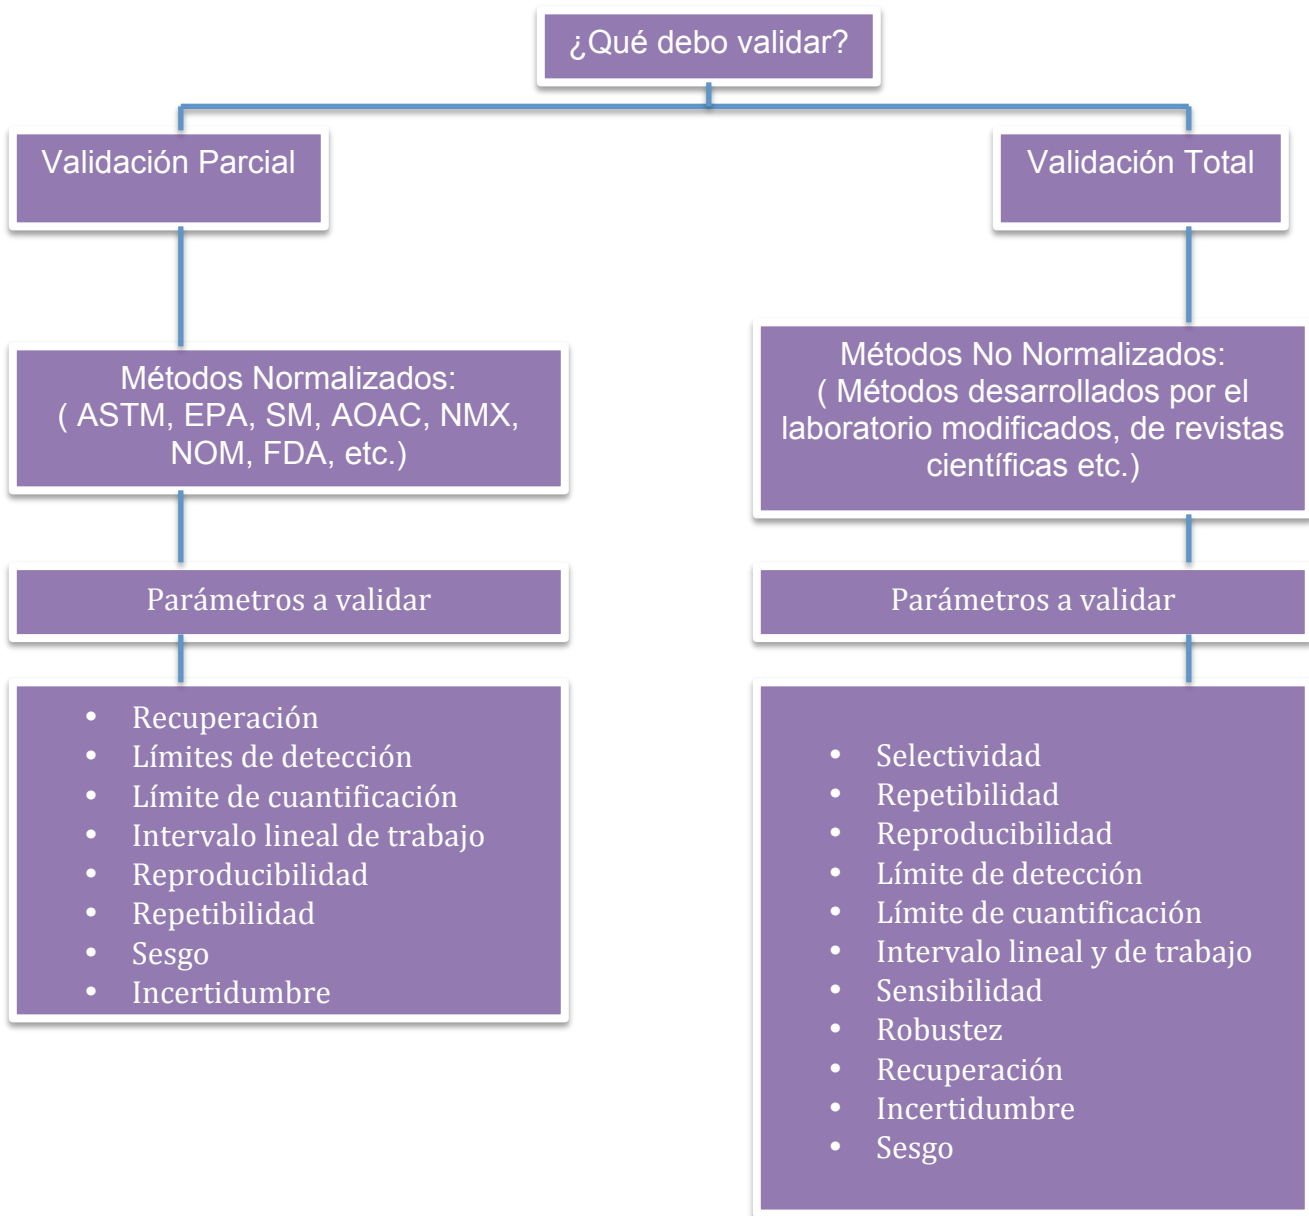 ¿Qué debo validar?
Validación Parcial
Validación Total
Métodos Normalizados:
( ASTM, EPA, SM, AOAC, NMX,
NOM, FDA, etc.)
Métodos No Normalizados:
( Métodos desarrollados por el
laboratorio modificados, de revistas
científicas etc.)
Parámetros a validar
Parámetros a validar
• Recuperación
• Límites de detección
• Límite de cuantificación
• Intervalo lineal de trabajo
• Reproducibilidad
• Repetibilidad
• Sesgo
• Incertidumbre
• Selectividad
• Repetibilidad
• Reproducibilidad
• Límite de detección
• Límite de cuantificación
• Intervalo lineal y de trabajo
• Sensibilidad
• Robustez
• Recuperación
• Incertidumbre
• Sesgo